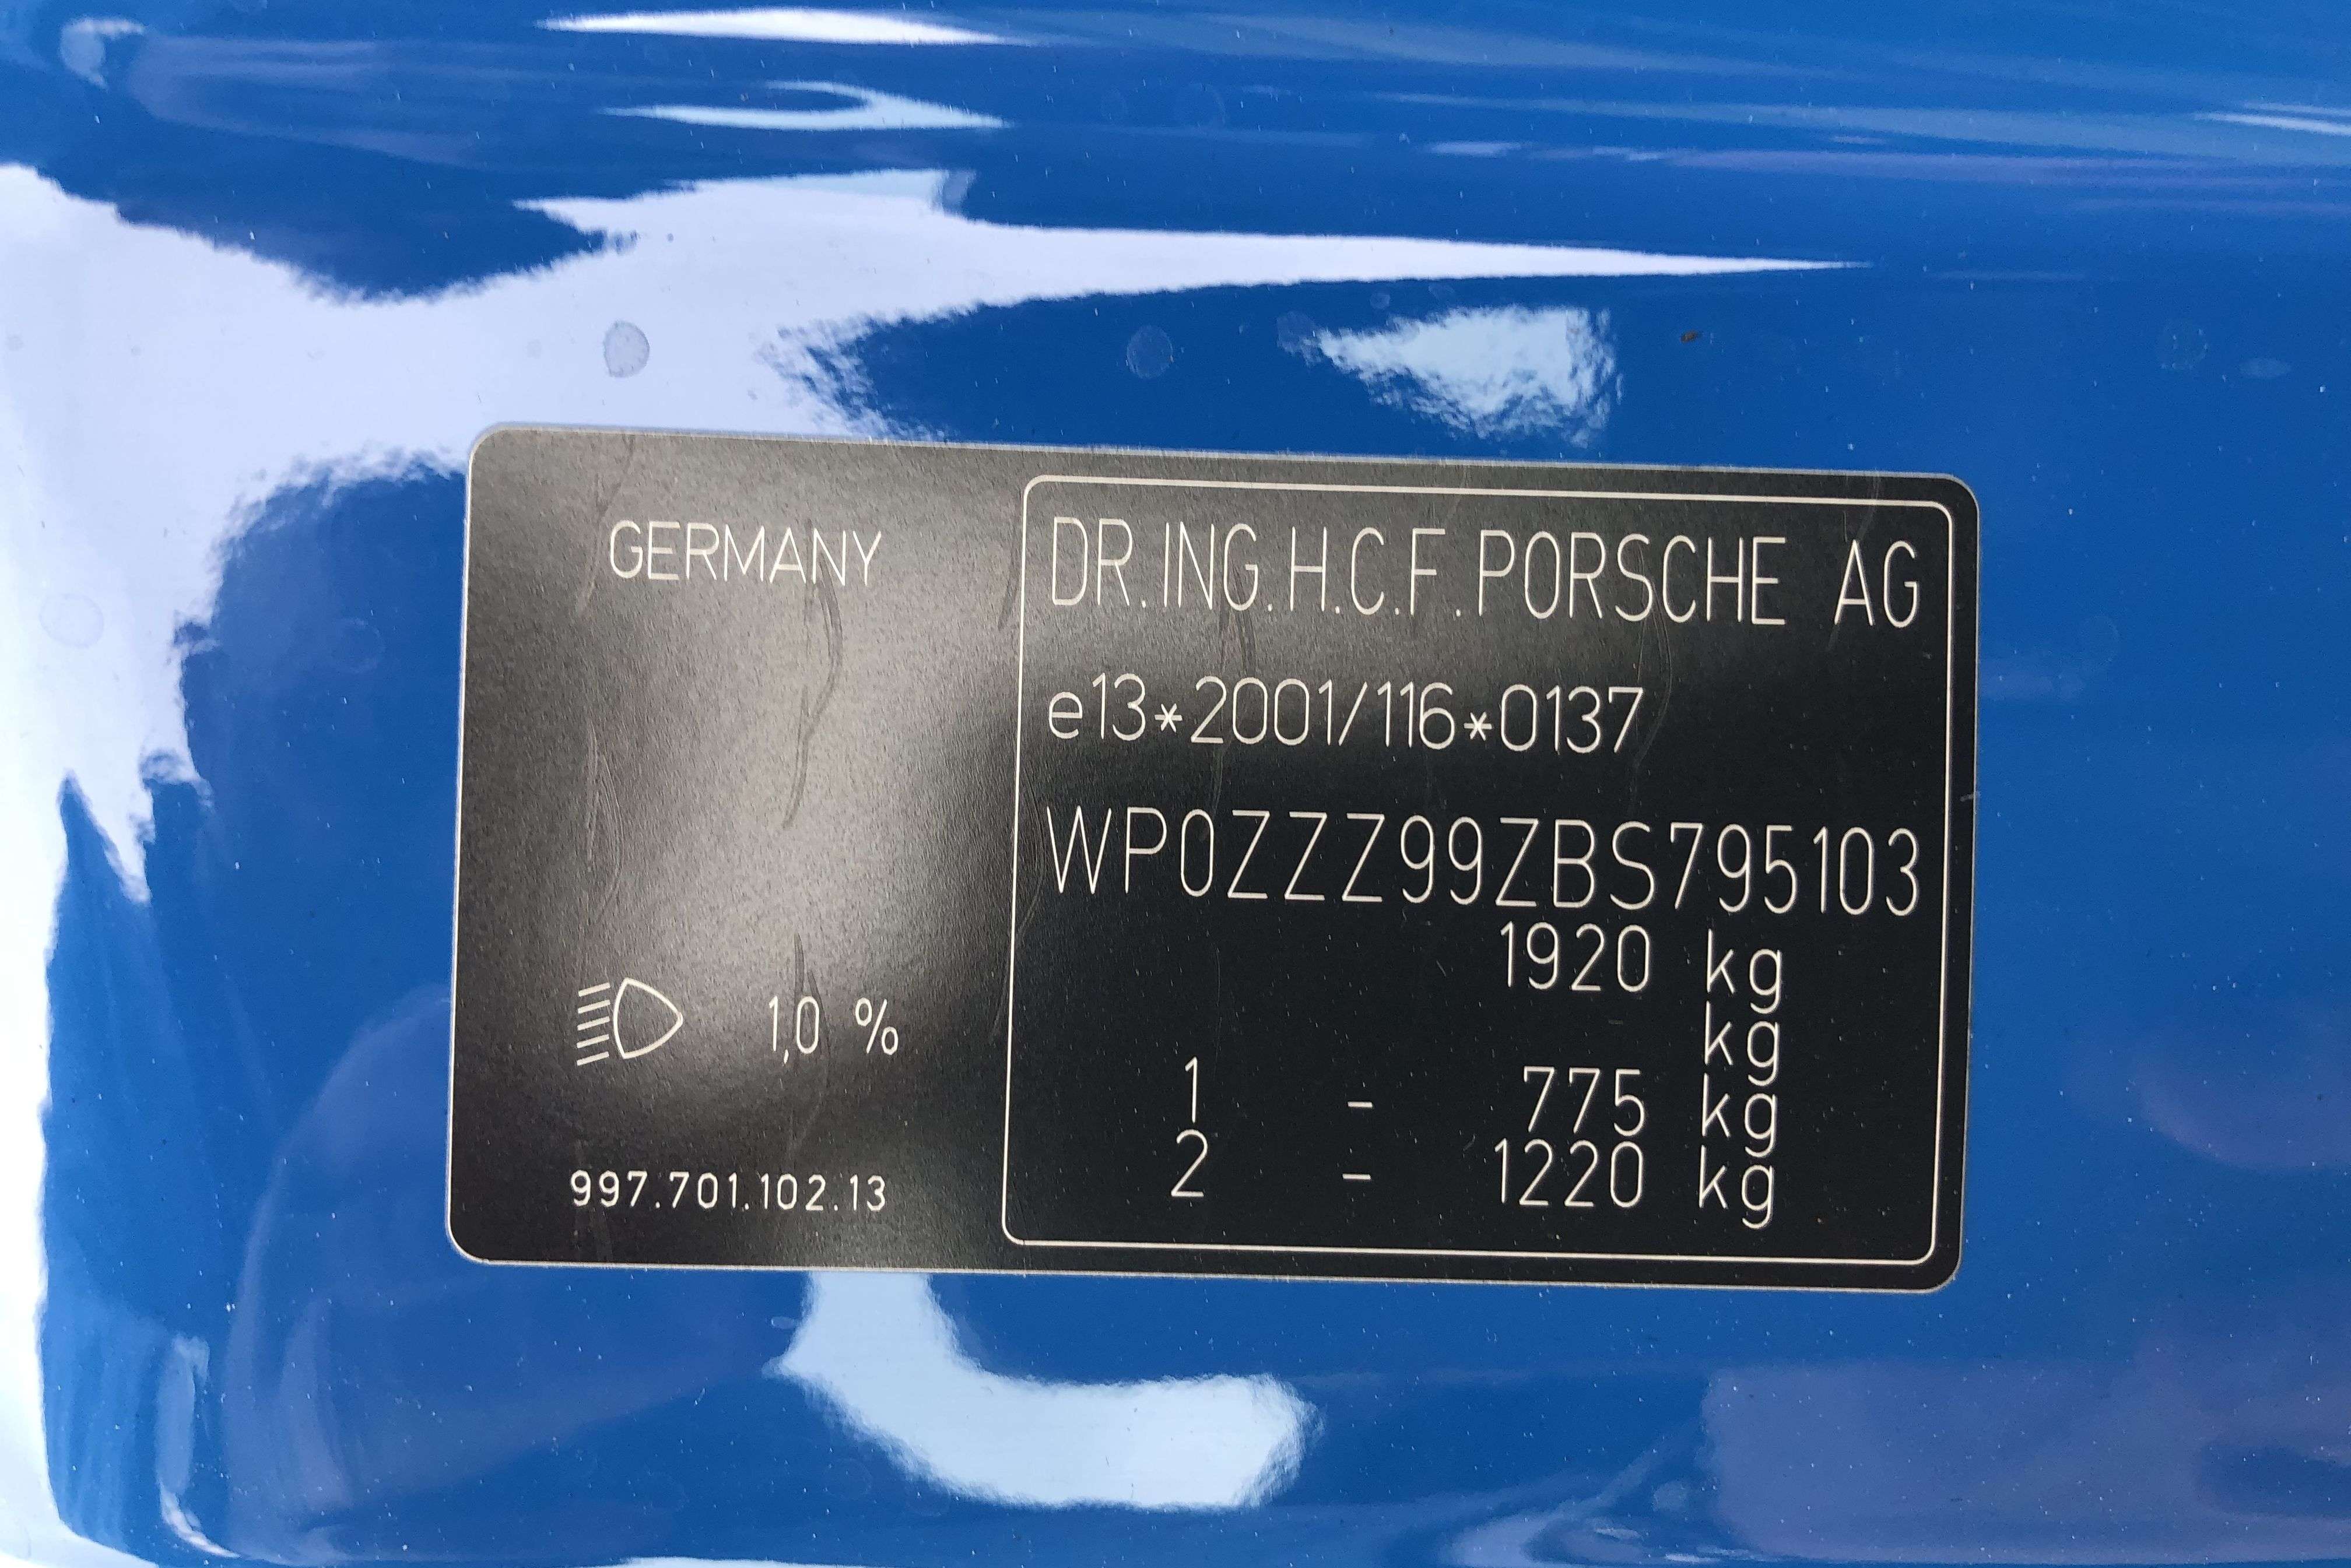 GERMANY
1,0 %
997.701.102.13
DR.ING.H.C.F.PORSCHE AG
e13*2001/116*0137
WP0ZZZ99ZBS795103
1920 kg
kg
1 - 775 kg
2 - 1220 kg